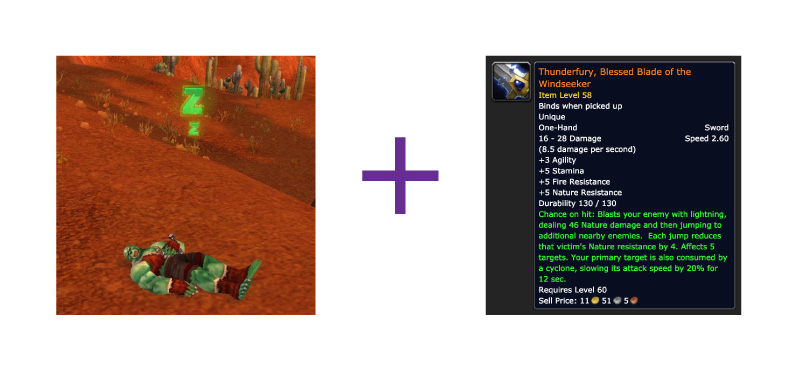 Z
z
Thunderfury, Blessed Blade of the
Windseeker
Item Level 58
Binds when picked up
Unique
One-Hand Sword
16 - 28 Damage Speed 2.60
(8.5 damage per second)
+3 Agility
+5 Stamina
+5 Fire Resistance
+5 Nature Resistance
Durability 130 / 130
Chance on hit: Blasts your enemy with lightning,
dealing 46 Nature damage and then jumping to
additional nearby enemies. Each jump reduces
that victim's Nature resistance by 4. Affects 5
targets. Your primary target is also consumed by
a cyclone, slowing its attack speed by 20% for
12 sec.
Requires Level 60
Sell Price: 11 51 5